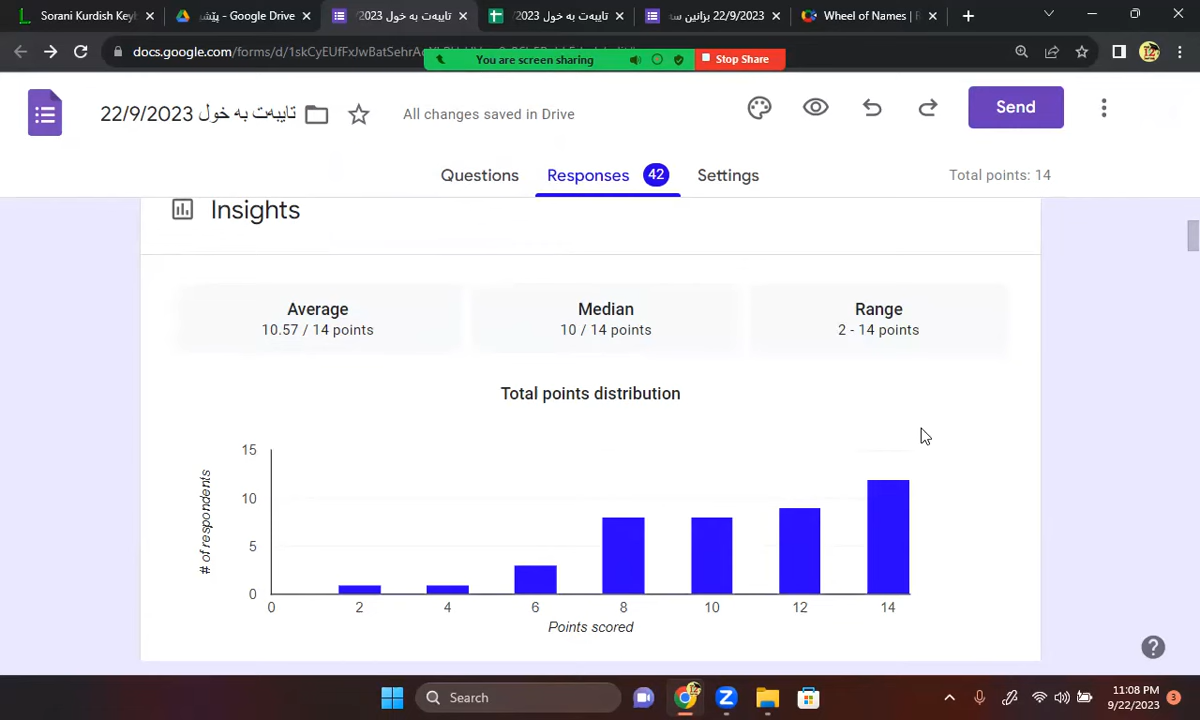 Sorani Kurdish Key
- Google Drive
تایبەت بە خول 2023/
تایبەت بە خول 2023/
22/9/2023 بزانین سە
Wheel of Names |
docs.google.com/forms/d/
You are screen sharing
Stop Share
تایبەت بە خول 22/9/2023
All changes saved in Drive
Send
Questions
Responses 42
Settings
Total points: 14
Insights
Average
10.57 / 14 points
Median
10 / 14 points
Range
2 - 14 points
Total points distribution
# of respondents
15
10
5
0
0 2 4 6 8 10 12 14
Points scored
Search
11:08 PM
9/22/2023
3